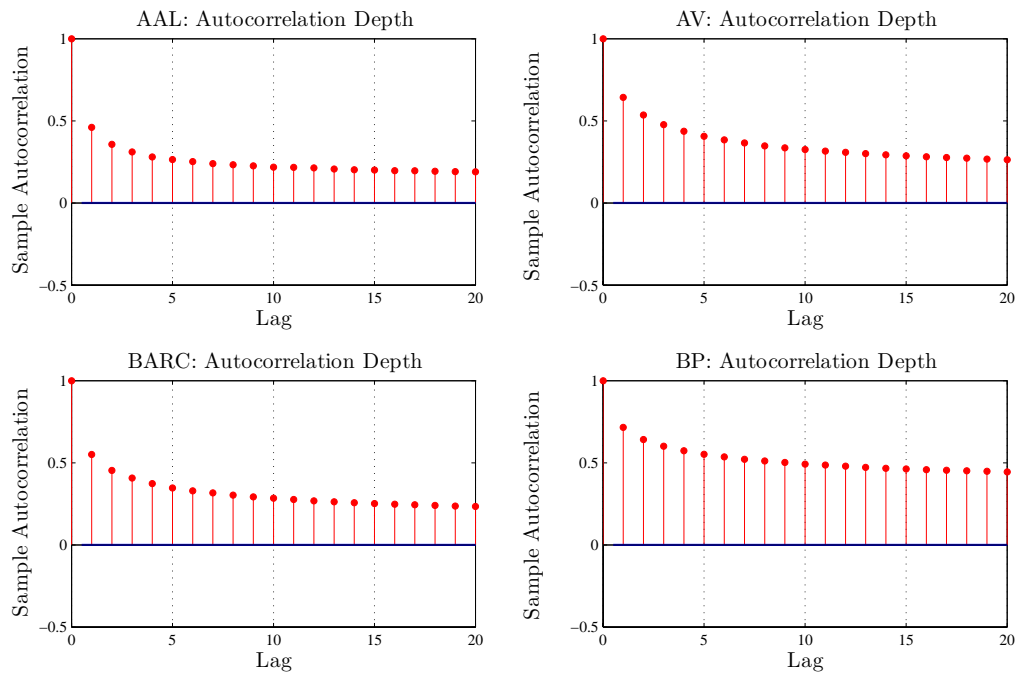 AAL: Autocorrelation Depth
1
0.5
0
−0.5
Sample Autocorrelation
0 5 10 15 20
Lag
AV: Autocorrelation Depth
1
0.5
0
−0.5
Sample Autocorrelation
0 5 10 15 20
Lag
BARC: Autocorrelation Depth
1
0.5
0
−0.5
Sample Autocorrelation
0 5 10 15 20
Lag
BP: Autocorrelation Depth
1
0.5
0
−0.5
Sample Autocorrelation
0 5 10 15 20
Lag